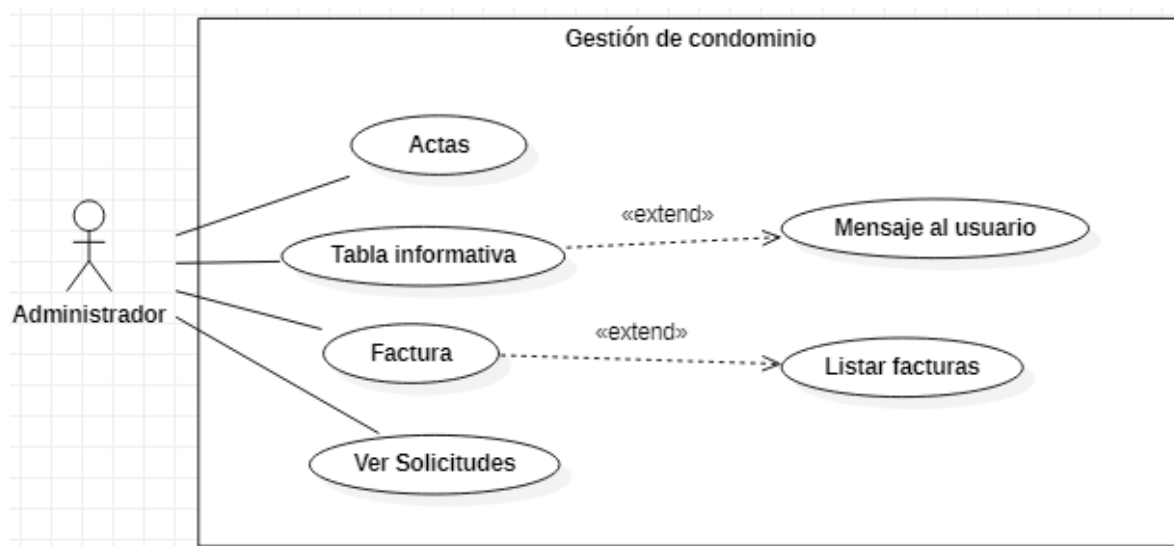 Gestión de condominio
Actas
«extend»
Mensaje al usuario
Tabla informativa
Administrador
«extend»
Factura
Listar facturas
Ver Solicitudes